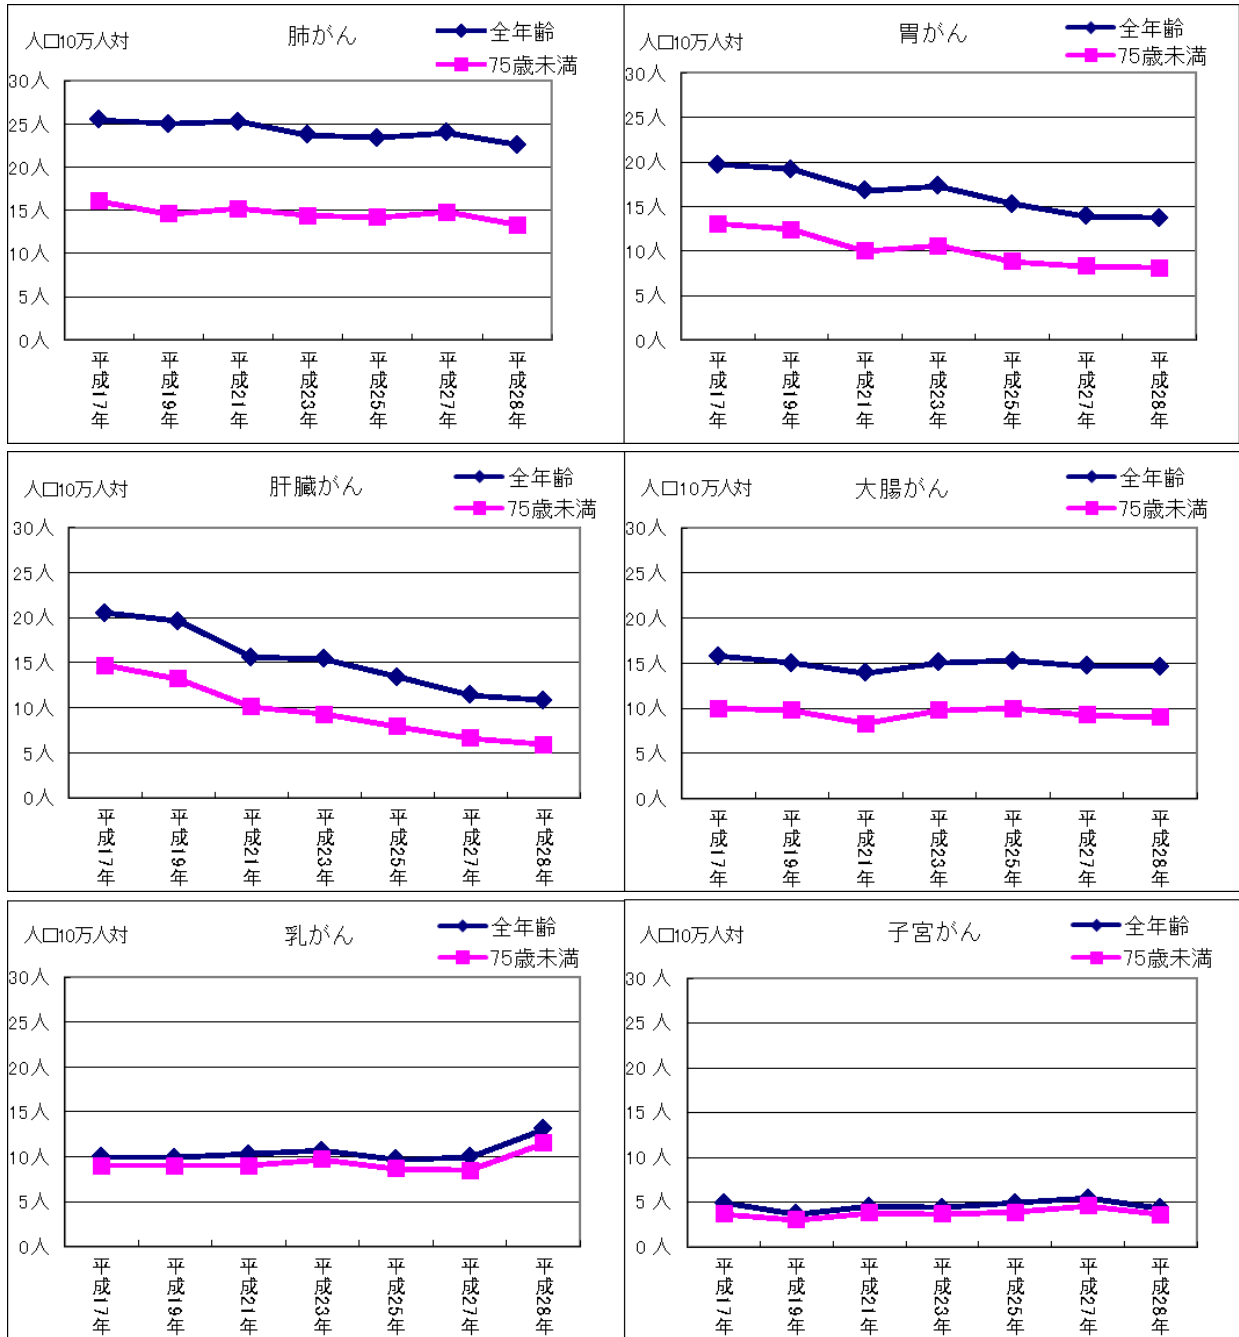 人口10万人対
肺がん
全年齢
75歳未満
30人
25人
20人
15人
10人
5人
0人
平成17年
平成19年
平成21年
平成23年
平成25年
平成27年
平成28年
人口10万人対
胃がん
全年齢
75歳未満
30人
25人
20人
15人
10人
5人
0人
平成17年
平成19年
平成21年
平成23年
平成25年
平成27年
平成28年
人口10万人対
肝臓がん
全年齢
75歳未満
30人
25人
20人
15人
10人
5人
0人
平成17年
平成19年
平成21年
平成23年
平成25年
平成27年
平成28年
人口10万人対
大腸がん
全年齢
75歳未満
30人
25人
20人
15人
10人
5人
0人
平成17年
平成19年
平成21年
平成23年
平成25年
平成27年
平成28年
人口10万人対
乳がん
全年齢
75歳未満
30人
25人
20人
15人
10人
5人
0人
平成17年
平成19年
平成21年
平成23年
平成25年
平成27年
平成28年
人口10万人対
子宮がん
全年齢
75歳未満
30人
25人
20人
15人
10人
5人
0人
平成17年
平成19年
平成21年
平成23年
平成25年
平成27年
平成28年